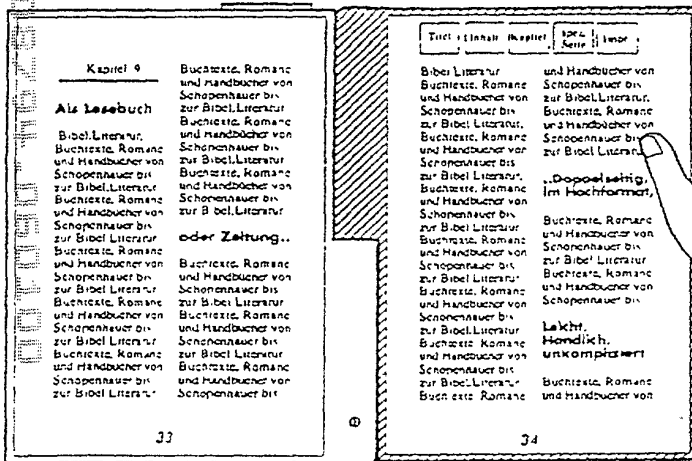 Kapitel 9
Als Lesebuch
Bibel.Literatur,
Buchtexte, Romane
und Handbücher von
Schopenhauer bis
zur Bibel Literatur
Buchtexte, Romane
und Handbücher von
Schopenhauer bis
zur Bibel Literatur
Buchtexte, Romane
und Handbücher von
Schopenhauer bis
zur Bibel Literatur
Buchtexte, Romane
und Handbücher von
Schopenhauer bis
zur Bibel Literatur
Buchtexte, Romane
und Handbücher von
Schopenhauer bis
zur Bibel Literatur
Buchtexte, Romane
und Handbücher von
Schopenhauer bis
zur Bibel.Literatur
Buchtexte, Romane
und Handbücher von
Schopenhauer bis
zur Bibel.Literatur
Buchtexte, Romane
und Handbücher von
Schopenhauer bis
zur Bibel.Literatur
oder Zeitung..
Buchtexte, Romane
und Handbücher von
Schopenhauer bis
zur Bibel.Literatur
Buchtexte, Romane
und Handbücher von
Schopenhauer bis
zur Bibel Literatur
Buchtexte, Romane
und Handbücher von
Schopenhauer bis
33
Titel Inhalt Kapitel Spez. Seite
Bibel Literatur
Buchtexte, Romane
und Handbücher von
Schopenhauer bis
zur Bibel Literatur,
Buchtexte, Romane
und Handbücher von
Schopenhauer bis
zur Bibel Literatur,
Buchtexte, Romane
und Handbücher von
Schopenhauer bis
zur Bibel Literatur
Buchtexte, Romane
und Handbücher von
Schopenhauer bis
zur Bibel Literatur
Buchtexte, Romane
und Handbücher von
Schopenhauer bis
zur Bibel.Literatur
Buchtexte Romane
und Handbücher von
Schopenhauer bis
zur Bibel.Literatur
Buchtexte Romane
und Handbücher von
Schopenhauer bis
zur Bibel Literatur,
Buchtexte, Romane
und Handbücher von
Schopenhauer bis
zur Bibel
..Doppelseitig,
im Hochformat,
Buchtexte, Romane
und Handbücher von
Schopenhauer bis
zur Bibel Literatur
Buchtexte, Romane
und Handbücher von
Schopenhauer bis
Leicht.
Handlich.
unkompliziert
Buchtexte, Romane
und Handbücher von
34